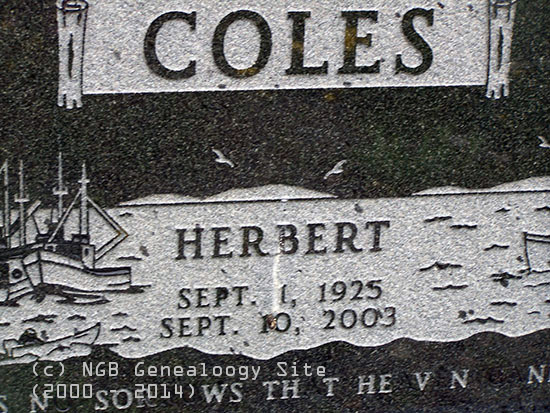 COLES
HERBERT
SEPT. 1, 1925
SEPT. 10, 2003
(c) NGB Genealoogy Site
(2000 - 2014)